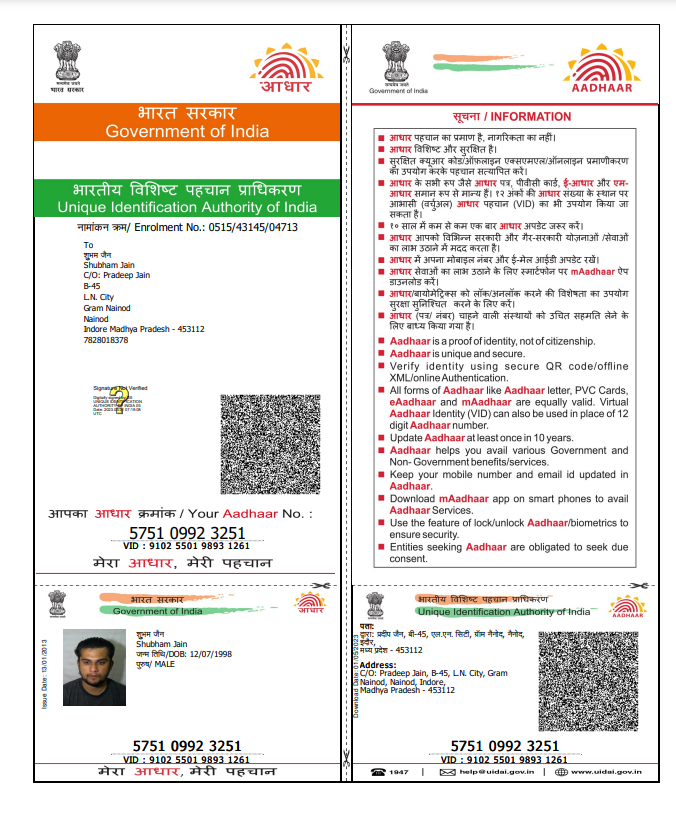 सत्यमेव जयते
भारत सरकार
आधार
भारत सरकार
Government of India
भारतीय विशिष्ट पहचान प्राधिकरण
Unique Identification Authority of India
नामांकन क्रम/ Enrolment No.: 0515/43145/04713
To
शुभम जैन
Shubham Jain
C/O: Pradeep Jain
B-45
L.N. City
Gram Nainod
Nainod
Indore Madhya Pradesh - 453112
7828018378
Signature Not Verified
?
UNIQUE IDENTIFICATION
UTC
आपका आधार क्रमांक / Your Aadhaar No. :
5751 0992 3251
VID : 9102 5501 9893 1261
मेरा आधार, मेरी पहचान
Government of India
AADHAAR
सूचना / INFORMATION
आधार पहचान का प्रमाण है, नागरिकता का नहीं।
आधार विशिष्ट और सुरक्षित है।
सुरक्षित क्यूआर कोड/ऑफ़लाइन एक्सएमएल/ऑनलाइन प्रमाणीकरण
का उपयोग करके पहचान सत्यापित करें।
आधार के सभी रूप जैसे आधार पत्र, पीवीसी कार्ड, ई-आधार और एम-
आधार समान रूप से मान्य हैं। १२ अंकों की आधार संख्या के स्थान पर
आभासी (वर्चुअल) आधार पहचान (VID) का भी उपयोग किया जा
सकता है।
१० साल में कम से कम एक बार आधार अपडेट जरूर करें।
आधार आपको विभिन्न सरकारी और गैर-सरकारी योजनाओं /सेवाओं
का लाभ उठाने में मदद करता है।
आधार में अपना मोबाइल नंबर और ई-मेल आईडी अपडेट रखें।
आधार सेवाओं का लाभ उठाने के लिए स्मार्टफोन पर mAadhaar ऐप
डाउनलोड करें।
आधार/बायोमेट्रिक्स को लॉक/अनलॉक करने की विशेषता का उपयोग
सुरक्षा सुनिश्चित करने के लिए करें।
आधार (पत्र/ नंबर) चाहने वाली संस्थायों को उचित सहमति लेने के
लिए बाध्य किया गया है।
Aadhaar is a proof of identity, not of citizenship.
Aadhaar is unique and secure.
Verify identity using secure QR code/offline
XML/online Authentication.
All forms of Aadhaar like Aadhaar letter, PVC Cards,
eAadhaar and mAadhaar are equally valid. Virtual
Aadhaar Identity (VID) can also be used in place of 12
digit Aadhaar number.
Update Aadhaar at least once in 10 years.
Aadhaar helps you avail various Government and
Non- Government benefits/services.
Keep your mobile number and email id updated in
Aadhaar.
Download mAadhaar app on smart phones to avail
Aadhaar Services.
Use the feature of lock/unlock Aadhaar/biometrics to
ensure security.
Entities seeking Aadhaar are obligated to seek due
consent.
भारत सरकार
Government of India
आधार
Issue Date: 13/01/2013
शुभम जैन
Shubham Jain
जन्म तिथि/DOB: 12/07/1998
पुरुष/ MALE
5751 0992 3251
VID : 9102 5501 9893 1261
मेरा आधार, मेरी पहचान
भारतीय विशिष्ट पहचान प्राधिकरण
Unique Identification Authority of India
AADHAAR
Download Date: 01/05/2023
पता:
द्वारा: प्रदीप जैन, बी-45, एल.एन. सिटी, ग्रीम गैनोद, नैनोद,
इंदौर,
मध्य प्रदेश - 453112
Address:
C/O: Pradeep Jain, B-45, L.N. City, Gram
Nainod, Nainod, Indore,
Madhya Pradesh - 453112
5751 0992 3251
VID : 9102 5501 9893 1261
1947 | help@uidai.gov.in | www.uidai.gov.in